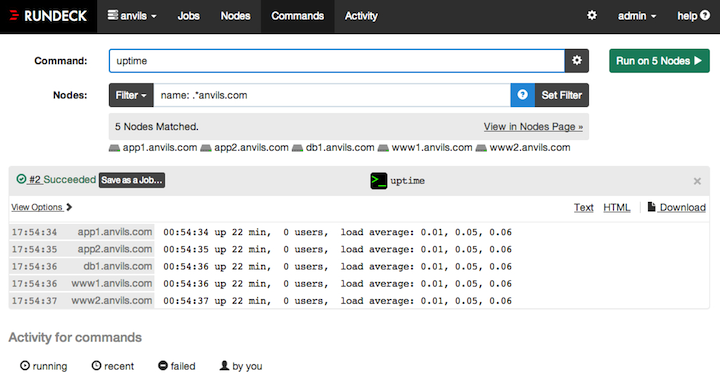 RUNDECK anvils Jobs Nodes Commands Activity admin help
Command: uptime Run on 5 Nodes
Nodes: Filter name: .*anvils.com Set Filter
5 Nodes Matched. View in Nodes Page »
app1.anvils.com app2.anvils.com db1.anvils.com www1.anvils.com www2.anvils.com
#2 Succeeded Save as a Job... >_ uptime ×
View Options Text HTML Download
17:54:34 app1.anvils.com 00:54:34 up 22 min, 0 users, load average: 0.01, 0.05, 0.06
17:54:35 app2.anvils.com 00:54:34 up 22 min, 0 users, load average: 0.01, 0.05, 0.06
17:54:36 db1.anvils.com 00:54:36 up 22 min, 0 users, load average: 0.01, 0.05, 0.06
17:54:36 www1.anvils.com 00:54:36 up 22 min, 0 users, load average: 0.01, 0.05, 0.06
17:54:37 www2.anvils.com 00:54:37 up 22 min, 0 users, load average: 0.01, 0.05, 0.06
Activity for commands
running recent failed by you